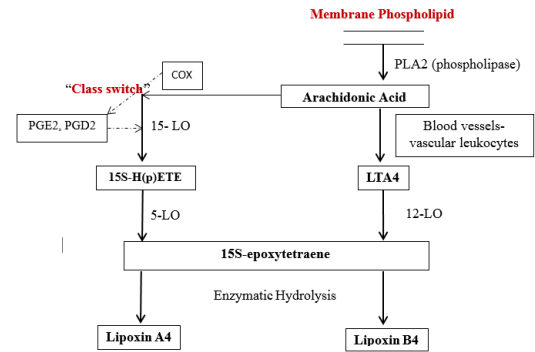 Membrane Phospholipid
PLA2 (phospholipase)
COX
“Class switch”
Arachidonic Acid
PGE2, PGD2
15- LO
Blood vessels-
vascular leukocytes
15S-H(p)ETE
LTA4
5-LO
12-LO
15S-epoxytetraene
Enzymatic Hydrolysis
Lipoxin A4
Lipoxin B4